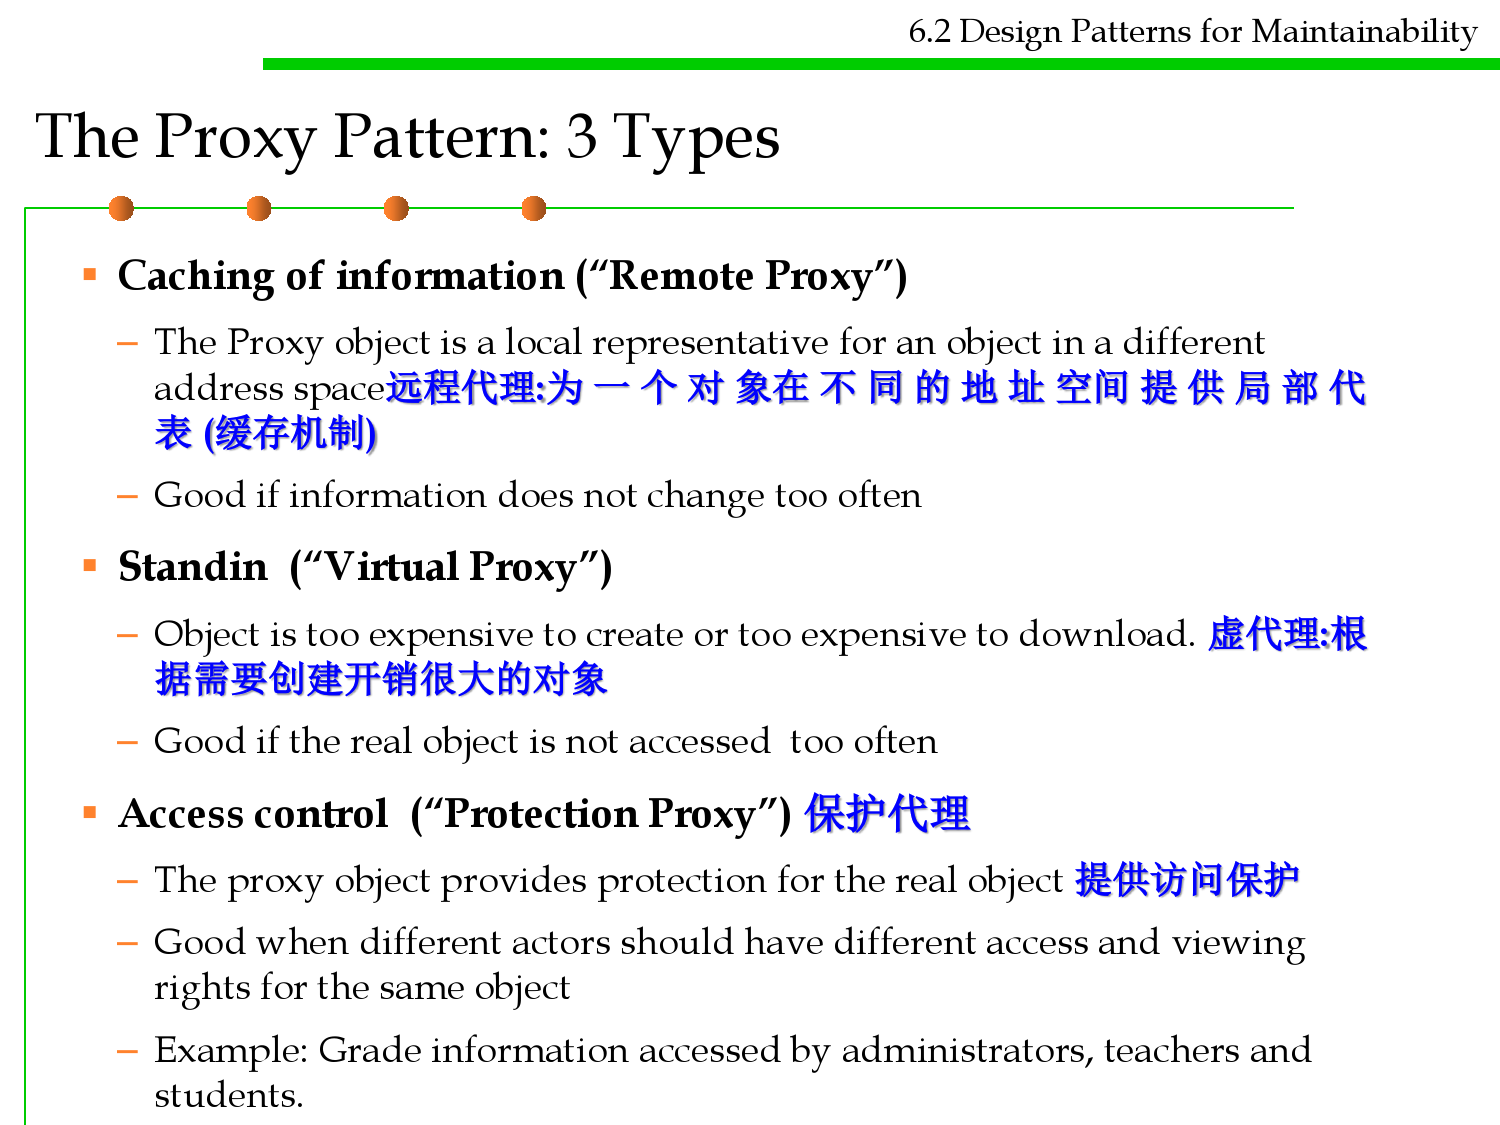 6.2 Design Patterns for Maintainability
The Proxy Pattern: 3 Types
▪ Caching of information (“Remote Proxy”)
– The Proxy object is a local representative for an object in a different
address space远程代理:为 一 个 对 象在 不 同 的 地 址 空间 提 供 局 部 代
表 (缓存机制)
– Good if information does not change too often
▪ Standin (“Virtual Proxy”)
– Object is too expensive to create or too expensive to download. 虚代理:根
据需要创建开销很大的对象
– Good if the real object is not accessed too often
▪ Access control (“Protection Proxy”) 保护代理
– The proxy object provides protection for the real object 提供访问保护
– Good when different actors should have different access and viewing
rights for the same object
– Example: Grade information accessed by administrators, teachers and
students.